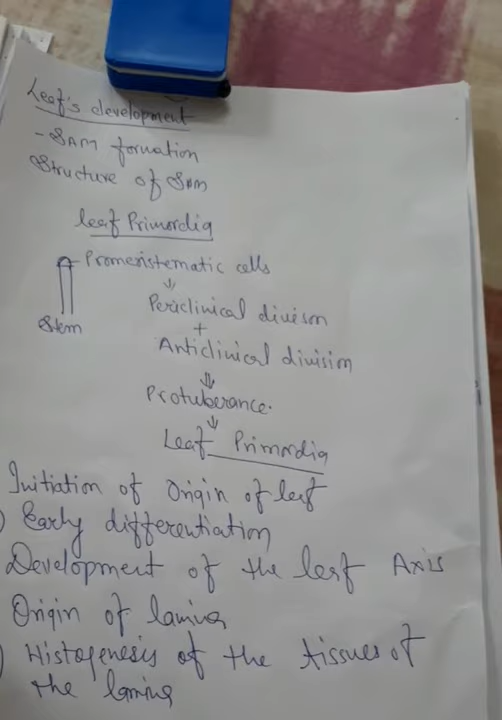 Leaf's development
- SAM formation
Structure of SAM
leaf Primordia
Promeristematic cells
⇓
Stem
Periclinical divison
+
Anticlinical division
⇓
Protuberance.
⇓
Leaf Primordia
Initiation of Origin of leaf
) Early differentiation
Development of the leaf Axis
Origin of lamina
) Histogenesis of the tissues of
the lamina